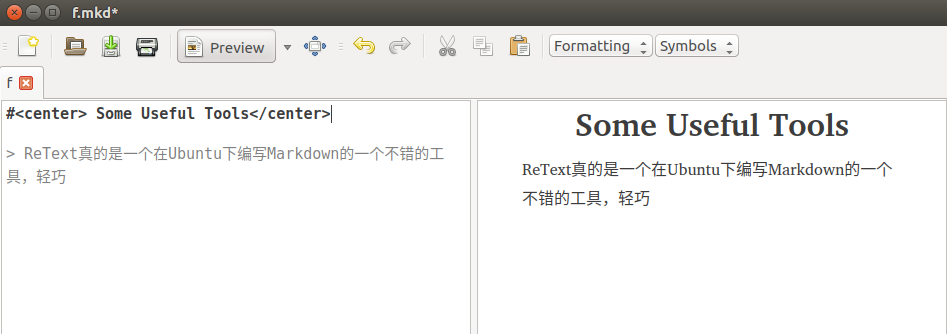 f.mkd*
Preview
Formatting
Symbols
f
#<center> Some Useful Tools</center>
> ReText真的是一个在Ubuntu下编写Markdown的一个不错的工
具，轻巧
Some Useful Tools
ReText真的是一个在Ubuntu下编写Markdown的一个
不错的工具，轻巧